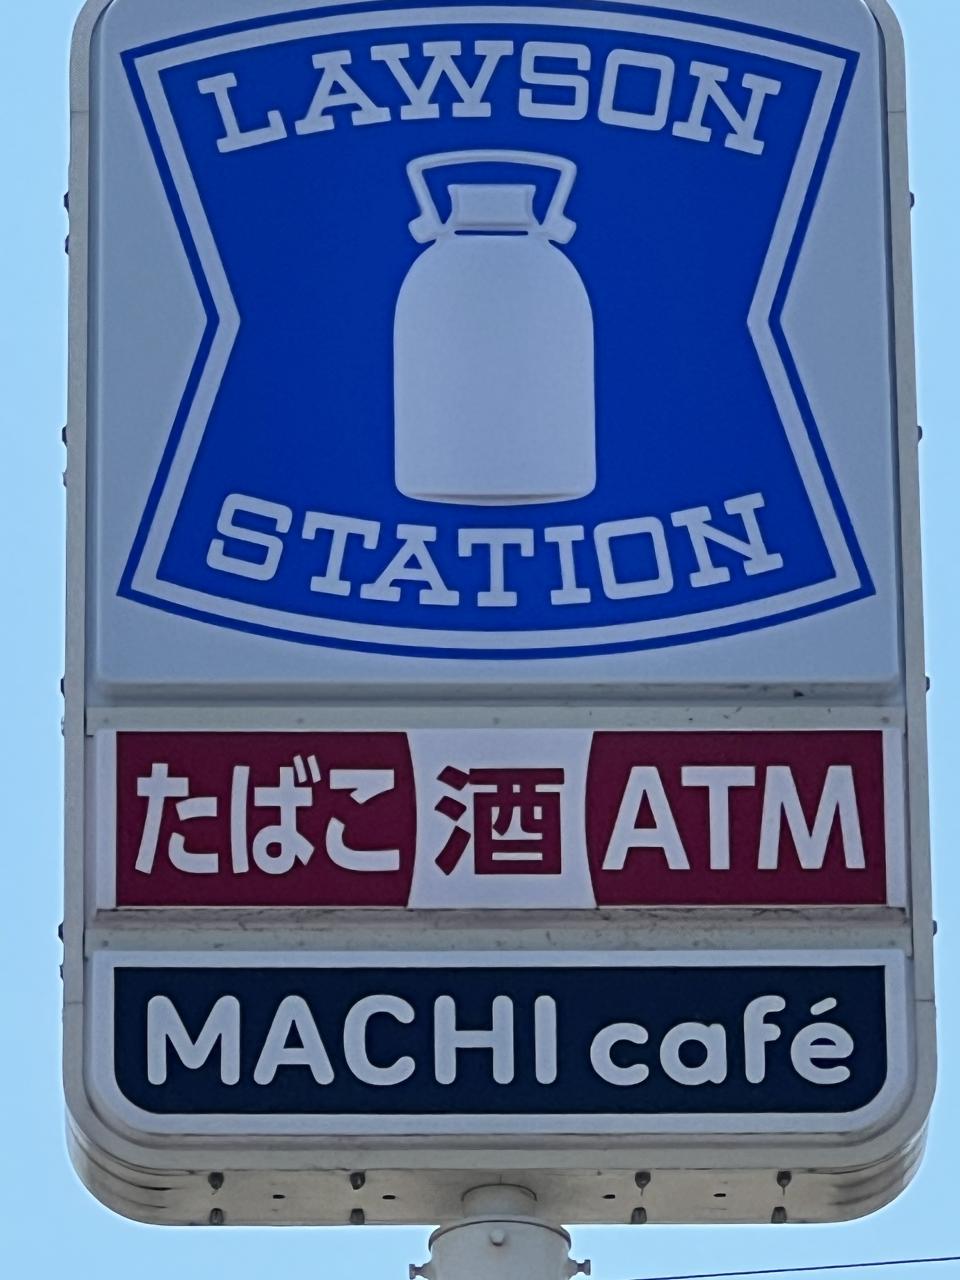 LAWSON
STATION
たばこ 酒 ATM
MACHI café